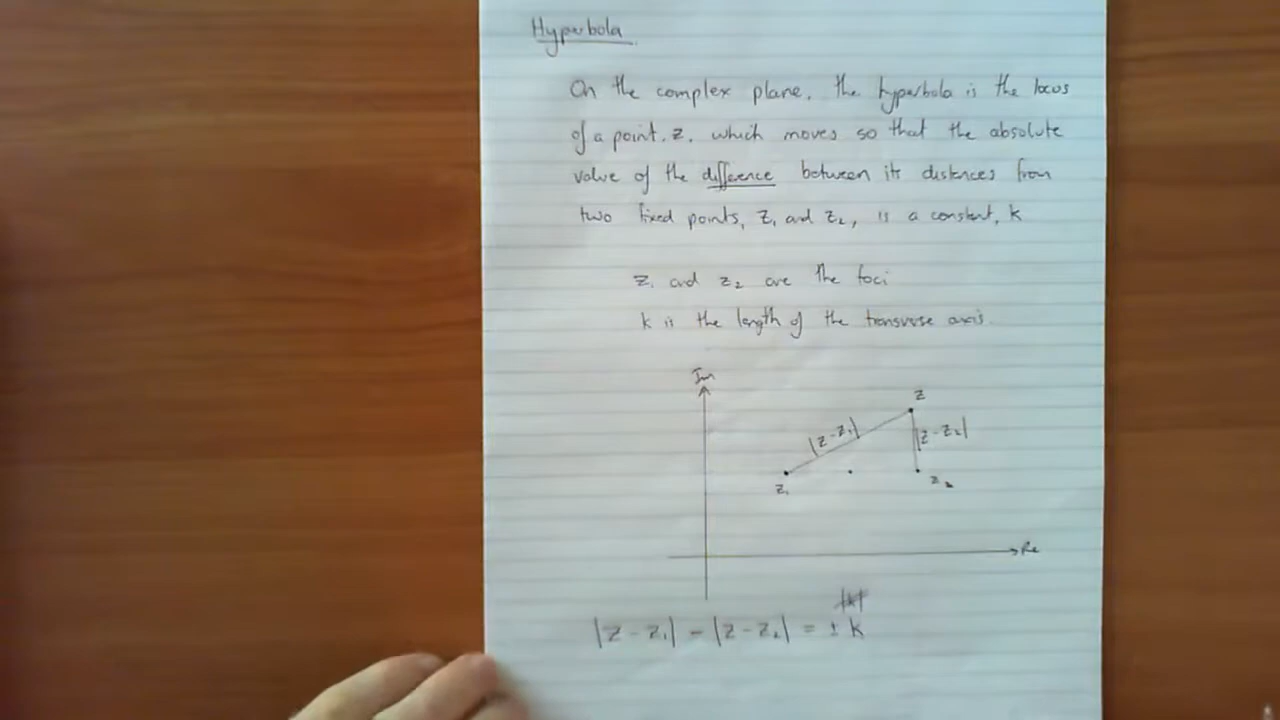 Hyperbola
On the complex plane, the hyperbola is the locus
of a point, z, which moves so that the absolute
value of the difference between its distances from
two fixed points, z₁ and z₂, is a constant, k
z₁ and z₂ are the foci
k is the length of the transverse axis.
Im
z
|z-z₁|
|z-z₂|
z₁
z₂
Re
|z-z₁| - |z-z₂| = ± k